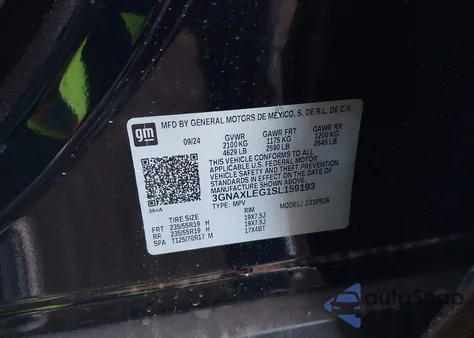 gm MFD BY GENERAL MOTORS DE MEXICO, S. DE R.L. DE C.V.
09/24 GVWR GAWR FRT GAWR RR
2100 KG 1175 KG 1200 KG
4629 LB 2590 LB 2645 LB
THIS VEHICLE CONFORMS TO ALL
APPLICABLE U.S. FEDERAL MOTOR
VEHICLE SAFETY AND THEFT
PREVENTION STANDARDS IN EFFECT
ON THE DATE OF MANUFACTURE
SHOWN ABOVE.
3GNAXLEG1SL159193
TYPE: MPV MODEL: 131PS26
TIRE SIZE RIM
FRT 235/55R19 H 19X7.5J
RR 235/55R19 H 19X7.5J
SPA T125/70R17 M 17X4BT
autoSnap